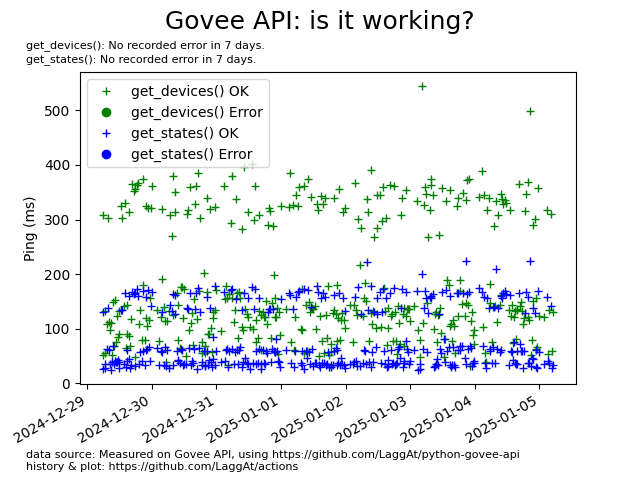 Govee API: is it working?
get_devices(): No recorded error in 7 days.
get_states(): No recorded error in 7 days.
get_devices() OK
get_devices() Error
get_states() OK
get_states() Error
Ping (ms)
500
400
300
200
100
0
2024-12-29
2024-12-30
2024-12-31
2025-01-01
2025-01-02
2025-01-03
2025-01-04
2025-01-05
data source: Measured on Govee API, using https://github.com/LaggAt/python-govee-api
history & plot: https://github.com/LaggAt/actions